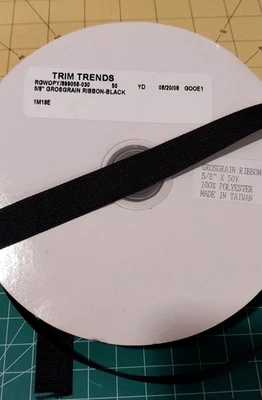 TRIM TRENDS
RGWOPY/999058-030 50 YD 08/20/08 GOOE1
5/8" GROSGRAIN RIBBON-BLACK
1M18E
GROSGRAIN RIBBON
5/8" X 50Y
100% POLYESTER
MADE IN TAIWAN